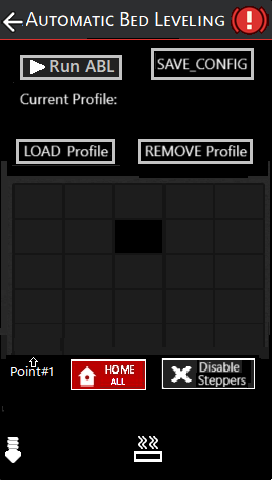 AUTOMATIC BED LEVELING
Run ABL
SAVE_CONFIG
Current Profile:
LOAD Profile
REMOVE Profile
Point#1
HOME
ALL
Disable
Steppers